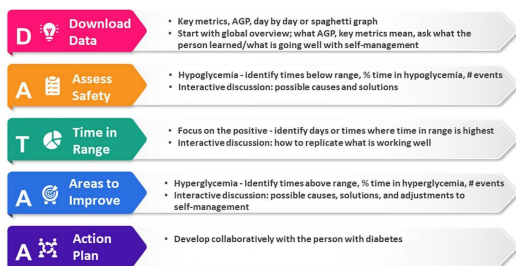 D
Download
Data
• Key metrics, AGP, day by day or spaghetti graph
• Start with global overview; what AGP, key metrics mean, ask what the
person learned/what is going well with self-management
A
Assess
Safety
• Hypoglycemia - identify times below range, % time in hypoglycemia, # events
• Interactive discussion: possible causes and solutions
T
Time in
Range
• Focus on the positive - identify days or times where time in range is highest
• Interactive discussion: how to replicate what is working well
A
Areas to
Improve
• Hyperglycemia - Identify times above range, % time in hyperglycemia, # events
• Interactive discussion: possible causes, solutions, and adjustments to
self-management
A
Action
Plan
• Develop collaboratively with the person with diabetes